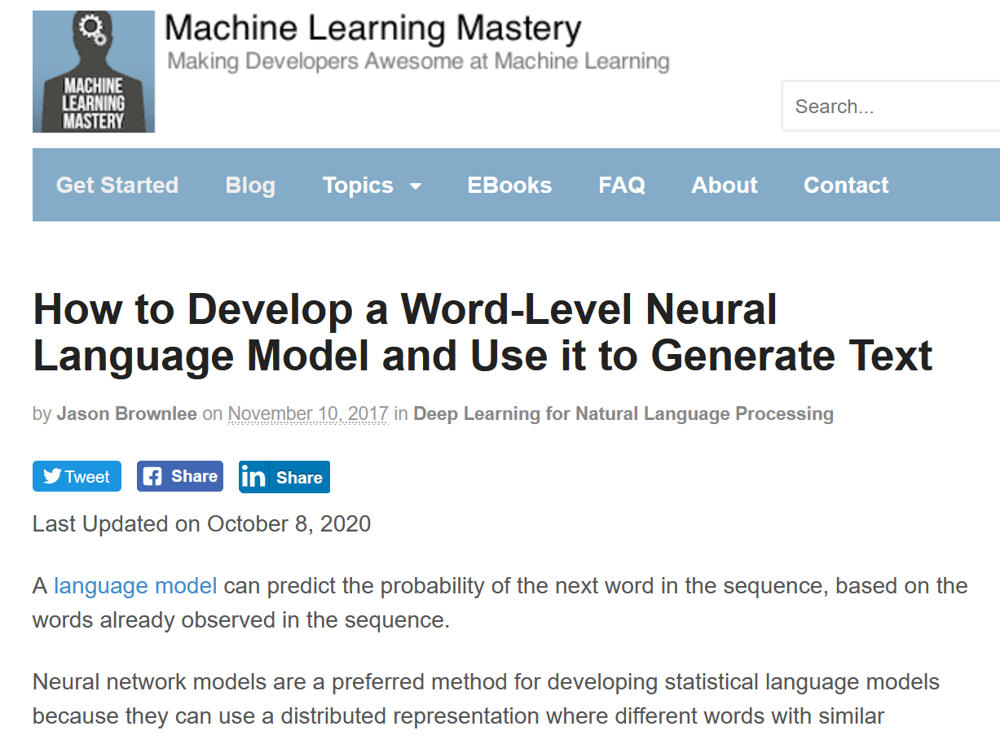 Machine Learning Mastery
Making Developers Awesome at Machine Learning
MACHINE
LEARNING
MASTERY
Search...
Get Started Blog Topics EBooks FAQ About Contact
How to Develop a Word-Level Neural
Language Model and Use it to Generate Text
by Jason Brownlee on November 10, 2017 in Deep Learning for Natural Language Processing
Tweet Share in Share
Last Updated on October 8, 2020
A language model can predict the probability of the next word in the sequence, based on the
words already observed in the sequence.
Neural network models are a preferred method for developing statistical language models
because they can use a distributed representation where different words with similar